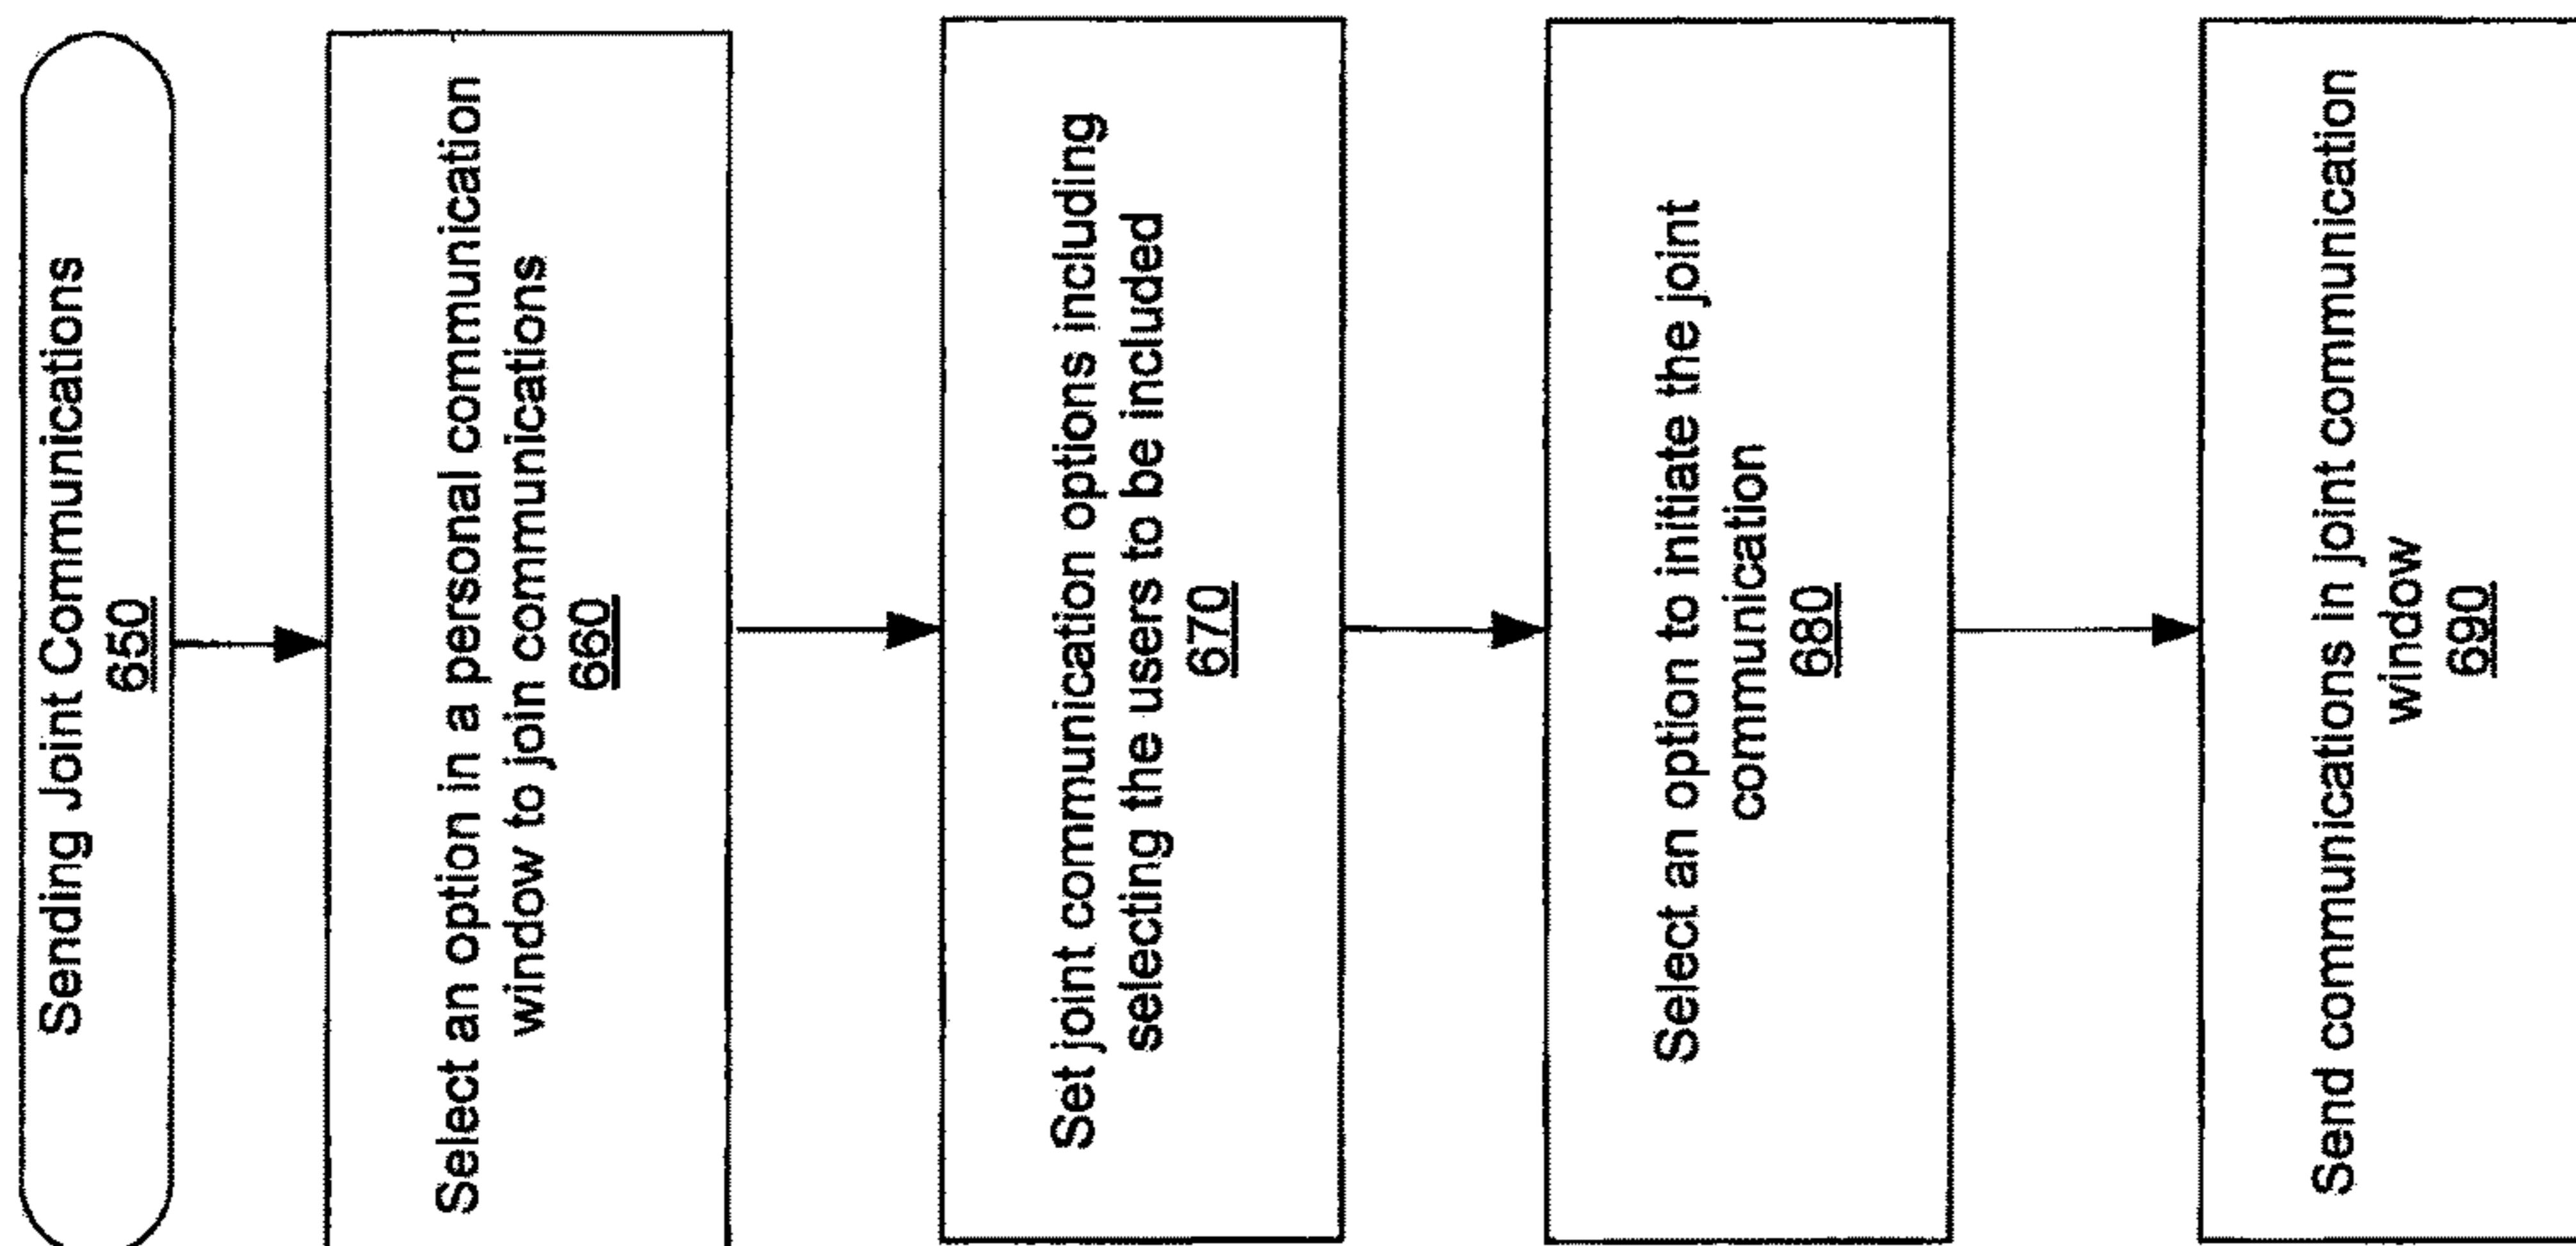 Sending Joint Communications
650
Select an option in a personal communication
window to join communications
660
Set joint communication options including
selecting the users to be included
670
Select an option to initiate the joint
communication
680
Send communications in joint communication
window
690